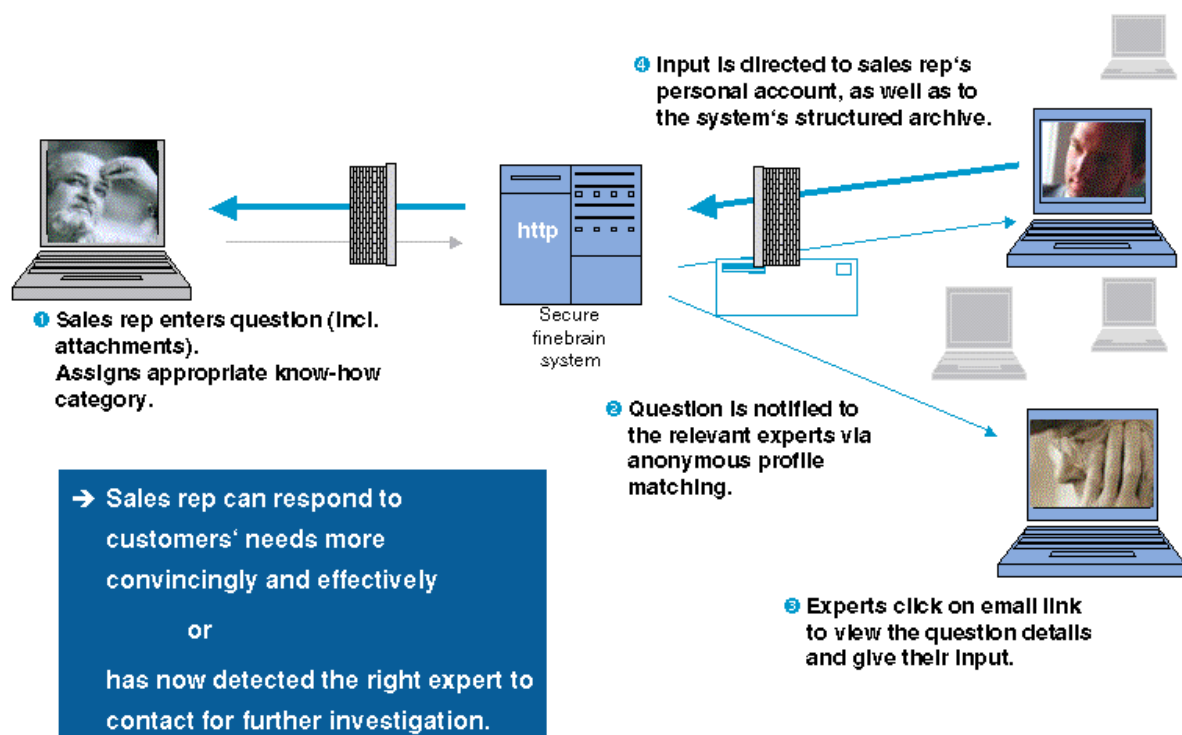 ❹ Input is directed to sales rep‘s
personal account, as well as to
the system‘s structured archive.
http
Secure
finebrain
system
❶ Sales rep enters question (incl.
attachments).
Assigns appropriate know-how
category.
❷ Question is notified to
the relevant experts via
anonymous profile
matching.
➔ Sales rep can respond to
customers‘ needs more
convincingly and effectively
or
has now detected the right expert to
contact for further investigation.
❸ Experts click on email link
to view the question details
and give their input.